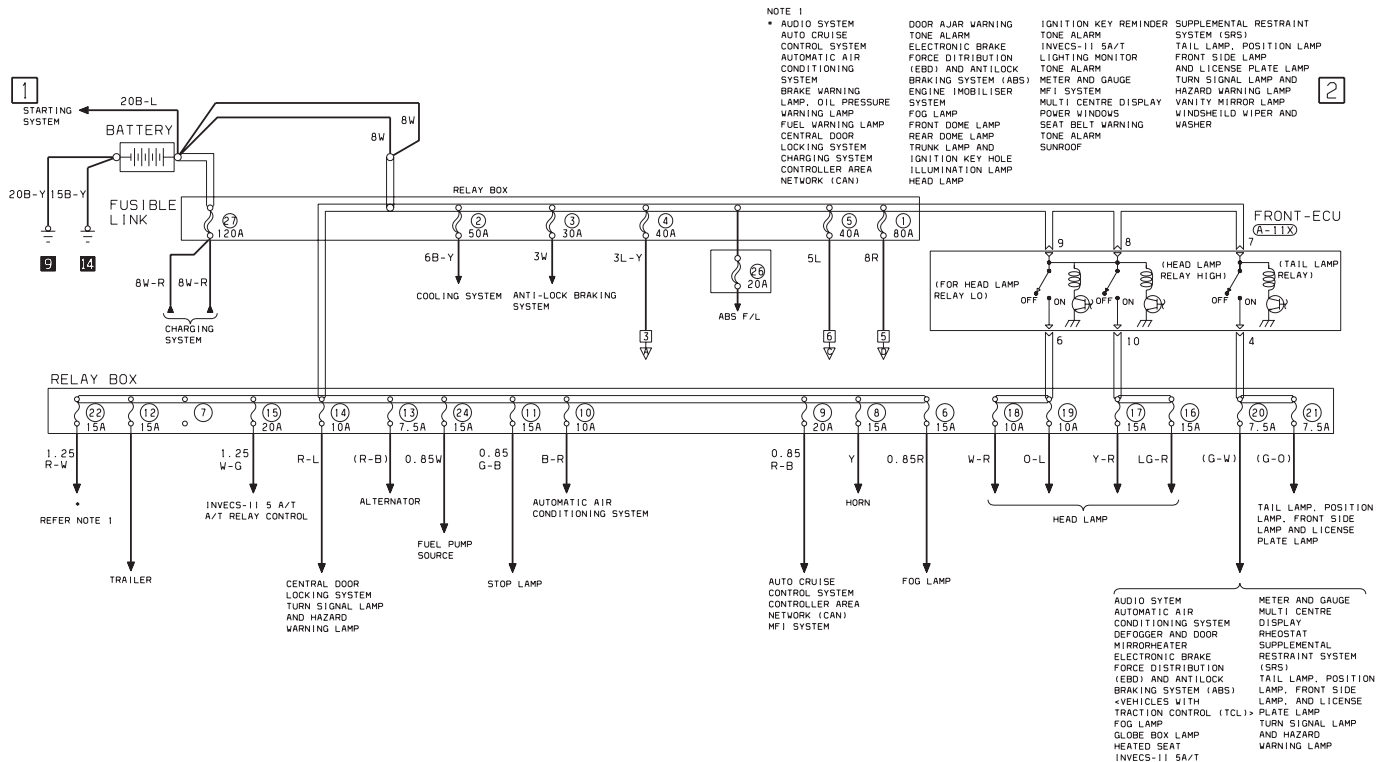 NOTE 1
* AUDIO SYSTEM
AUTO CRUISE
CONTROL SYSTEM
AUTOMATIC AIR
CONDITIONING
SYSTEM
BRAKE WARNING
LAMP, OIL PRESSURE
WARNING LAMP
FUEL WARNING LAMP
CENTRAL DOOR
LOCKING SYSTEM
CHARGING SYSTEM
CONTROLLER AREA
NETWORK (CAN)
DOOR AJAR WARNING
TONE ALARM
ELECTRONIC BRAKE
FORCE DITRIBUTION
(EBD) AND ANTILOCK
BRAKING SYSTEM (ABS)
ENGINE IMOBILISER
SYSTEM
FOG LAMP
FRONT DOME LAMP
REAR DOME LAMP
TRUNK LAMP AND
IGNITION KEY HOLE
ILLUMINATION LAMP
HEAD LAMP
IGNITION KEY REMINDER
TONE ALARM
INVECS-II 5A/T
LIGHTING MONITOR
TONE ALARM
METER AND GAUGE
MFI SYSTEM
MULTI CENTRE DISPLAY
POWER WINDOWS
SEAT BELT WARNING
TONE ALARM
SUNROOF
SUPPLEMENTAL RESTRAINT
SYSTEM (SRS)
TAIL LAMP, POSITION LAMP
FRONT SIDE LAMP
AND LICENSE PLATE LAMP
TURN SIGNAL LAMP AND
HAZARD WARNING LAMP
VANITY MIRROR LAMP
WINDSHEILD WIPER AND
WASHER
1
2
STARTING
SYSTEM
20B-L
BATTERY
8W
8W
20B-Y
15B-Y
9
14
FUSIBLE
LINK
RELAY BOX
27
120A
2
50A
3
30A
4
40A
26
20A
5
40A
1
80A
8W-R
8W-R
CHARGING
SYSTEM
6B-Y
COOLING SYSTEM
3W
ANTI-LOCK BRAKING
SYSTEM
3L-Y
3
A
ABS F/L
5L
6
C
8R
5
D
FRONT-ECU
(A-11X)
9
8
7
(FOR HEAD LAMP
RELAY LO)
(HEAD LAMP
RELAY HIGH)
(TAIL LAMP
RELAY)
OFF
ON
OFF
ON
OFF
ON
6
10
4
RELAY BOX
22
15A
12
15A
7
15
20A
14
10A
13
7.5A
24
15A
11
15A
10
10A
9
20A
8
15A
6
15A
18
10A
19
10A
17
15A
16
15A
20
7.5A
21
7.5A
1.25
R-W
1.25
W-G
R-L
(R-B)
0.85W
0.85
G-B
B-R
0.85
R-B
Y
0.85R
W-R
O-L
Y-R
LG-R
(G-W)
(G-O)
*
REFER NOTE 1
TRAILER
INVECS-II 5 A/T
A/T RELAY CONTROL
CENTRAL DOOR
LOCKING SYSTEM
TURN SIGNAL LAMP
AND HAZARD
WARNING LAMP
ALTERNATOR
FUEL PUMP
SOURCE
STOP LAMP
AUTOMATIC AIR
CONDITIONING SYSTEM
AUTO CRUISE
CONTROL SYSTEM
CONTROLLER AREA
NETWORK (CAN)
MFI SYSTEM
HORN
FOG LAMP
HEAD LAMP
TAIL LAMP, POSITION
LAMP, FRONT SIDE
LAMP AND LICENSE
PLATE LAMP
AUDIO SYTEM
AUTOMATIC AIR
CONDITIONING SYSTEM
DEFOGGER AND DOOR
MIRRORHEATER
ELECTRONIC BRAKE
FORCE DISTRIBUTION
(EBD) AND ANTILOCK
BRAKING SYSTEM (ABS)
<VEHICLES WITH
TRACTION CONTROL (TCL)>
FOG LAMP
GLOBE BOX LAMP
HEATED SEAT
INVECS-II 5A/T
METER AND GAUGE
MULTI CENTRE
DISPLAY
RHEOSTAT
SUPPLEMENTAL
RESTRAINT SYSTEM
(SRS)
TAIL LAMP, POSITION
LAMP, FRONT SIDE
LAMP, AND LICENSE
PLATE LAMP
TURN SIGNAL LAMP
AND HAZARD
WARNING LAMP